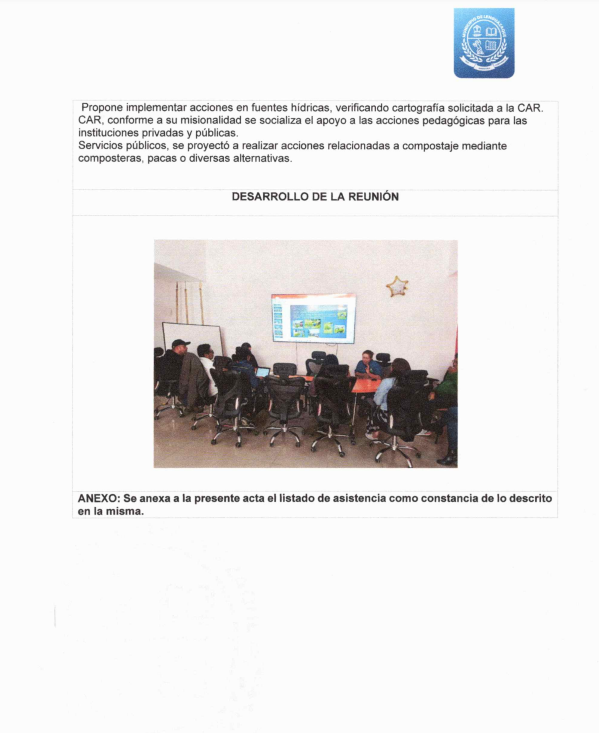 Propone implementar acciones en fuentes hídricas, verificando cartografía solicitada a la CAR.
CAR, conforme a su misionalidad se socializa el apoyo a las acciones pedagógicas para las
instituciones privadas y públicas.
Servicios públicos, se proyectó a realizar acciones relacionadas a compostaje mediante
composteras, pacas o diversas alternativas.
DESARROLLO DE LA REUNIÓN
ANEXO: Se anexa a la presente acta el listado de asistencia como constancia de lo descrito
en la misma.